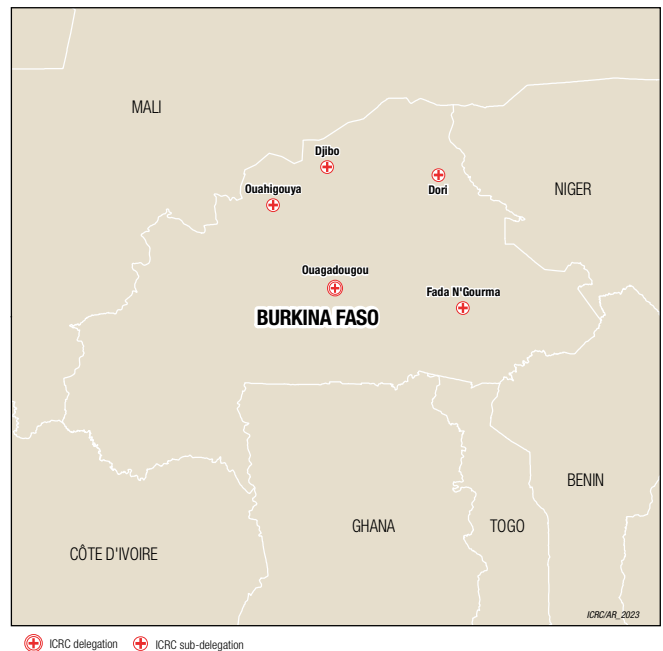 MALI
Djibo
Ouahigouya
Dori
NIGER
Ouagadougou
Fada N'Gourma
BURKINA FASO
BENIN
GHANA
TOGO
CÔTE D'IVOIRE
ICRC/AR_2023
ICRC delegation
ICRC sub-delegation